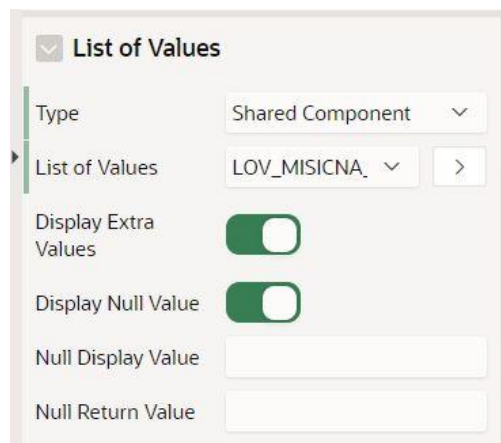 List of Values
Type
Shared Component
List of Values
LOV_MISICNA_
Display Extra
Values
Display Null Value
Null Display Value
Null Return Value